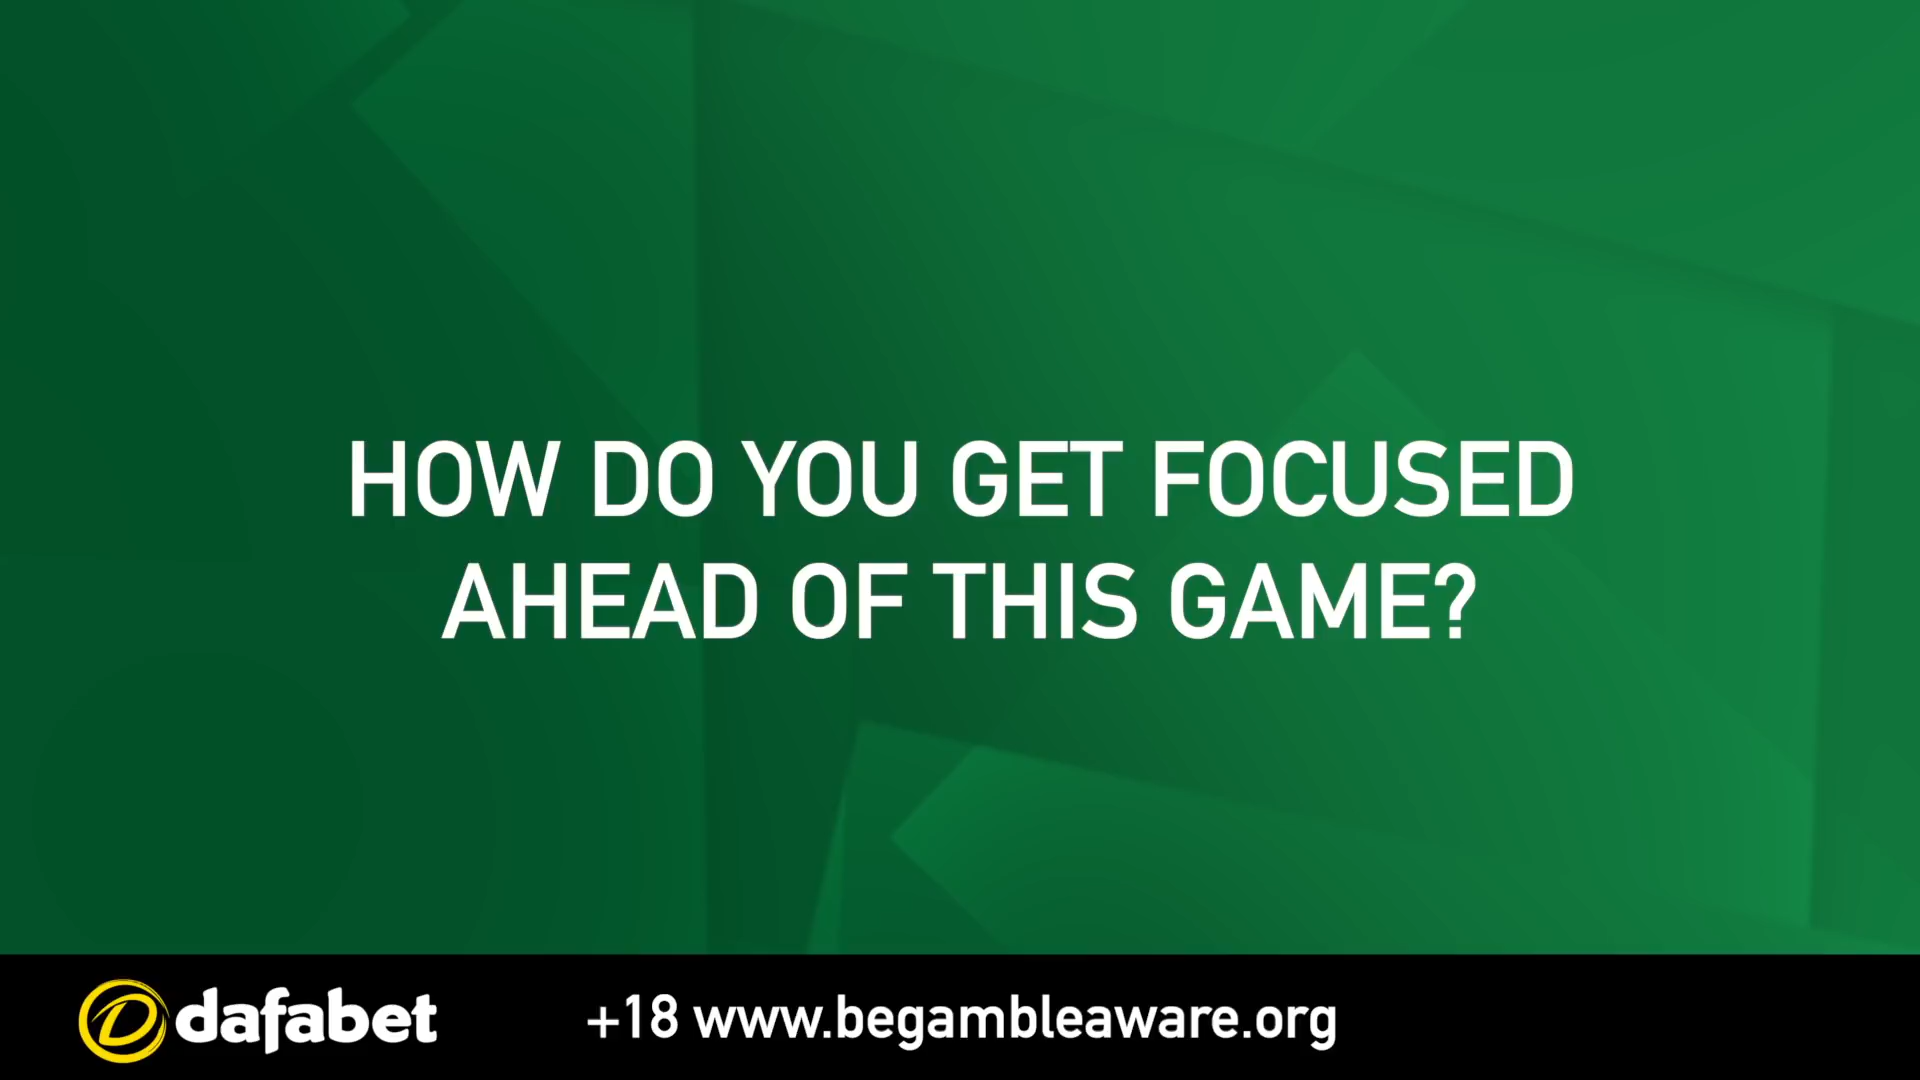 HOW DO YOU GET FOCUSED
AHEAD OF THIS GAME?
dafabet
+18 www.begambleaware.org